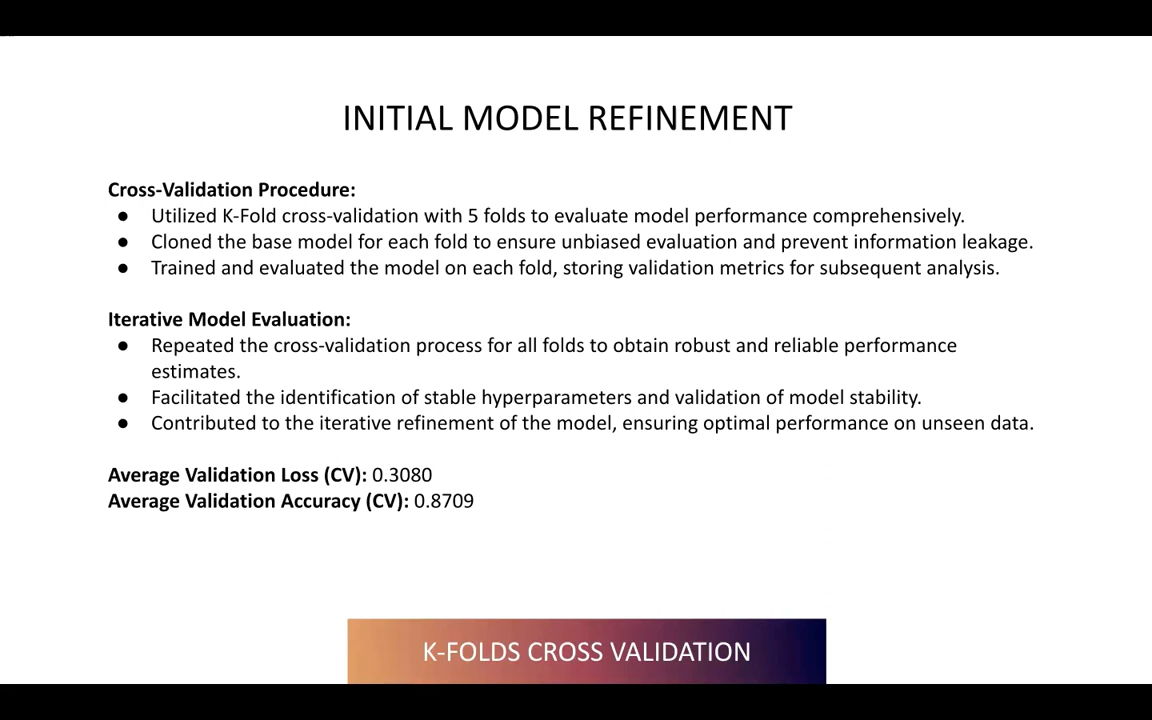 INITIAL MODEL REFINEMENT
Cross-Validation Procedure:
● Utilized K-Fold cross-validation with 5 folds to evaluate model performance comprehensively.
● Cloned the base model for each fold to ensure unbiased evaluation and prevent information leakage.
● Trained and evaluated the model on each fold, storing validation metrics for subsequent analysis.
Iterative Model Evaluation:
● Repeated the cross-validation process for all folds to obtain robust and reliable performance
estimates.
● Facilitated the identification of stable hyperparameters and validation of model stability.
● Contributed to the iterative refinement of the model, ensuring optimal performance on unseen data.
Average Validation Loss (CV): 0.3080
Average Validation Accuracy (CV): 0.8709
K-FOLDS CROSS VALIDATION